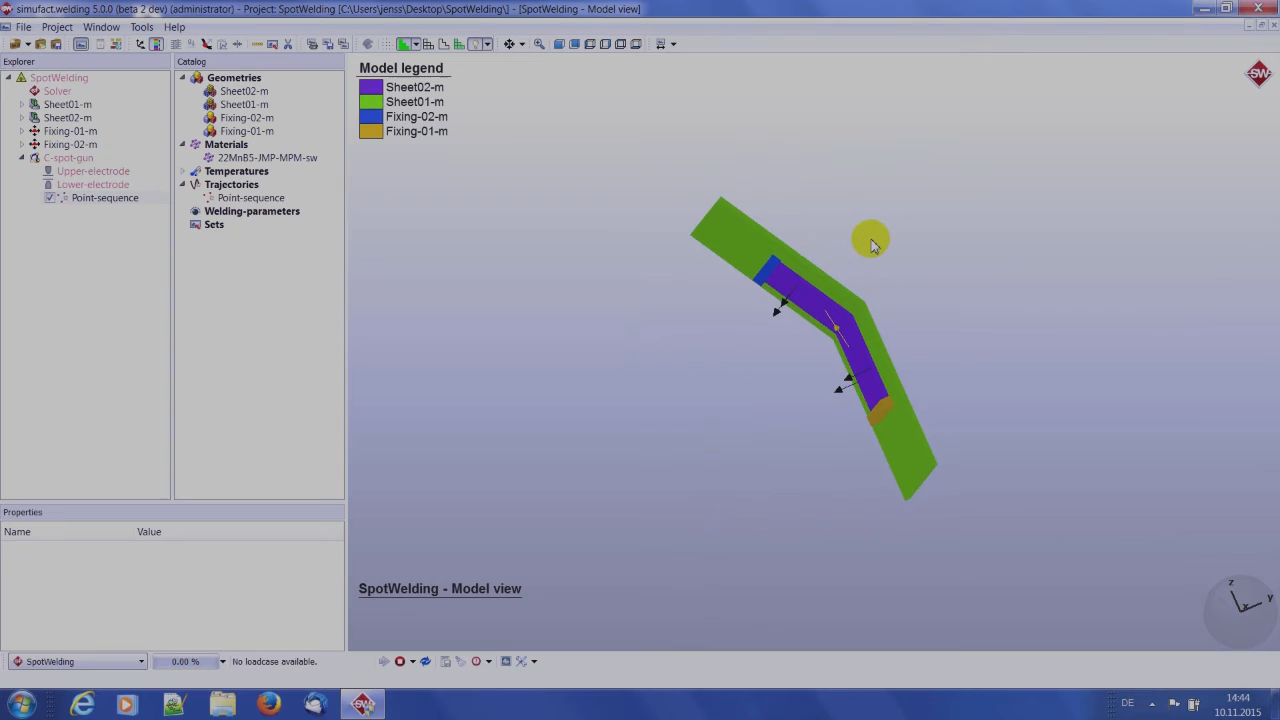 simufact.welding 5.0.0 (beta 2 dev) (administrator) - Project: SpotWelding [C:\Users\jenss\Desktop\SpotWelding\] - [SpotWelding - Model view]
File Project Window Tools Help
Explorer
SpotWelding
Solver
Sheet01-m
Sheet02-m
Fixing-01-m
Fixing-02-m
C-spot-gun
Upper-electrode
Lower-electrode
Point-sequence
Catalog
Geometries
Sheet02-m
Sheet01-m
Fixing-02-m
Fixing-01-m
Materials
22MnB5-JMP-MPM-sw
Temperatures
Trajectories
Point-sequence
Welding-parameters
Sets
Properties
Name Value
Model legend
Sheet02-m
Sheet01-m
Fixing-02-m
Fixing-01-m
SW
SpotWelding - Model view
z
y
x
SpotWelding 0.00 % No loadcase available.
SW
DE
14:44
10.11.2015